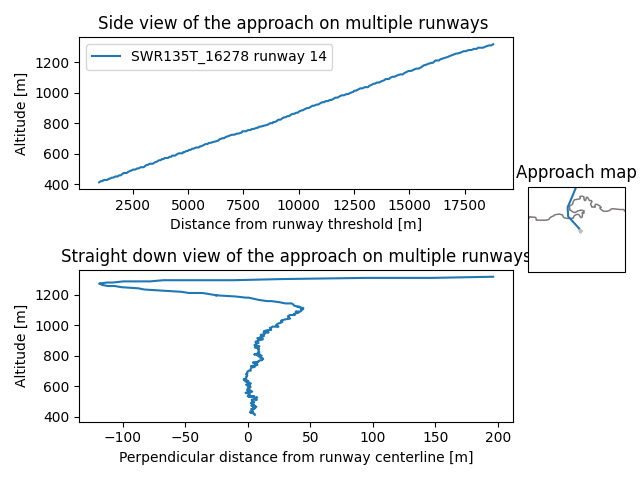 Side view of the approach on multiple runways
SWR135T_16278 runway 14
Altitude [m]
1200
1000
800
600
400
2500 5000 7500 10000 12500 15000 17500
Distance from runway threshold [m]
Approach map
Straight down view of the approach on multiple runways
Altitude [m]
1200
1000
800
600
400
−100 −50 0 50 100 150 200
Perpendicular distance from runway centerline [m]